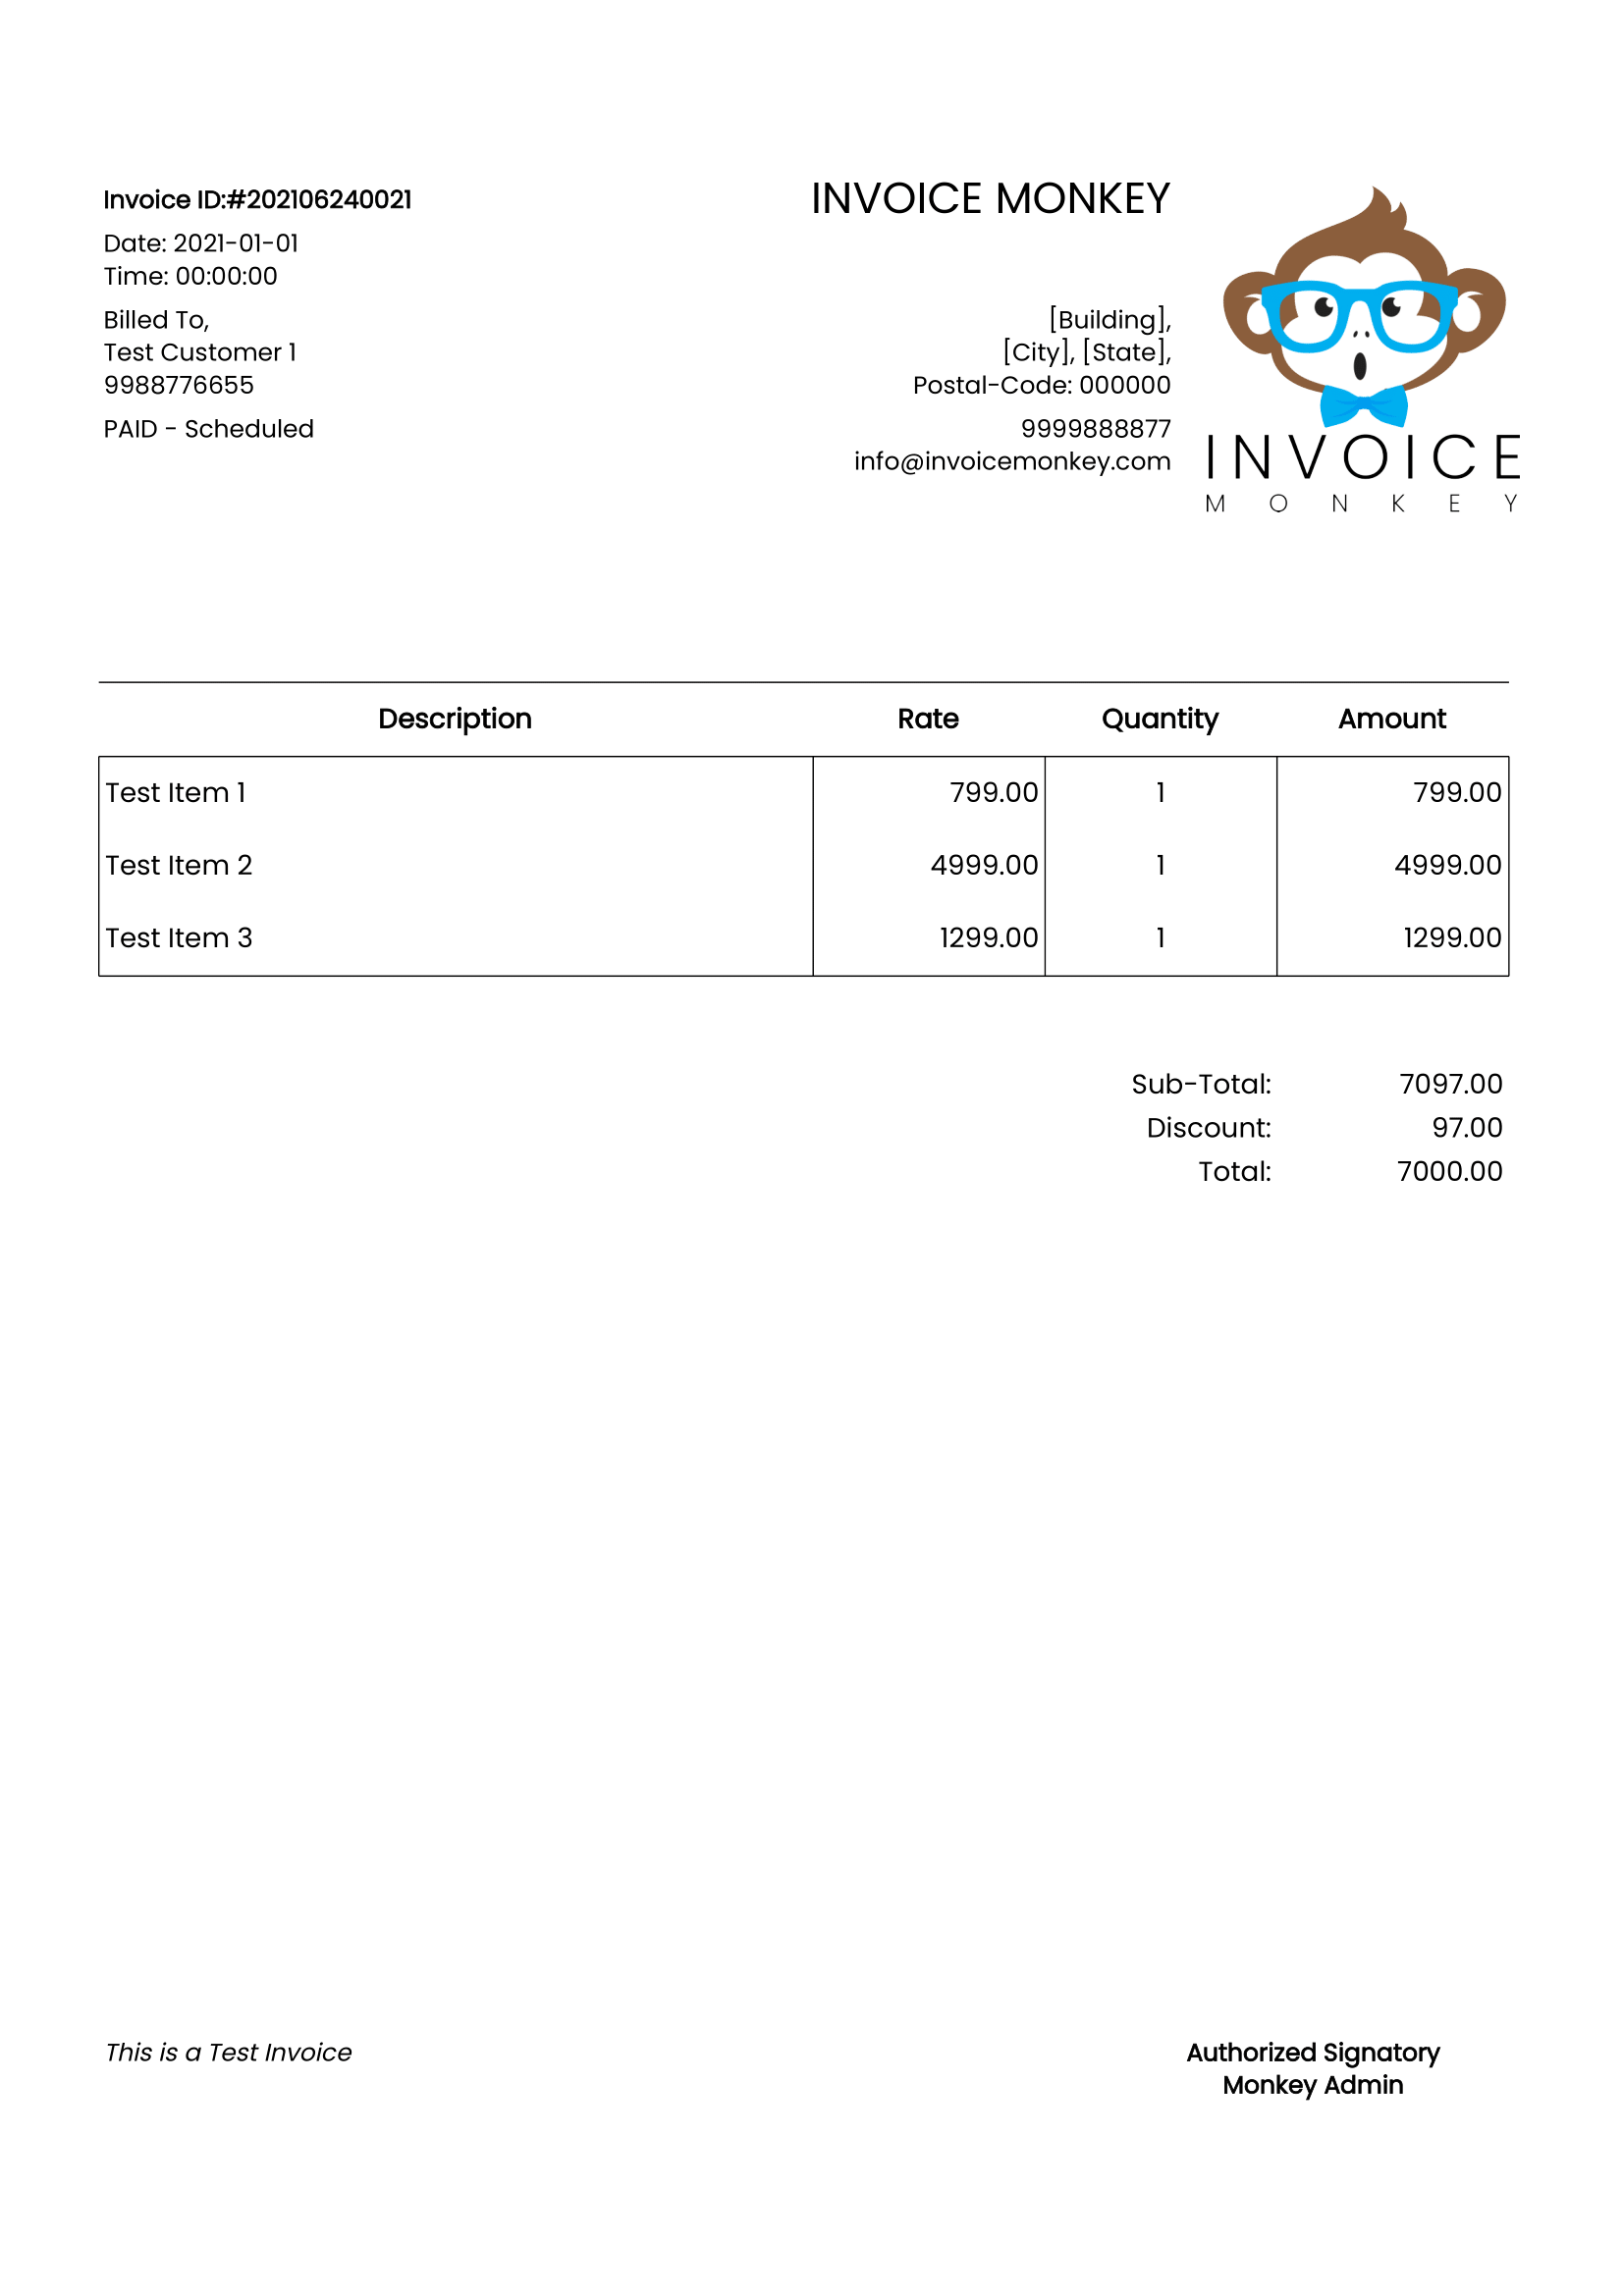 Invoice ID:#202106240021
Date: 2021-01-01
Time: 00:00:00
Billed To,
Test Customer 1
9988776655
PAID - Scheduled
INVOICE MONKEY
[Building],
[City], [State],
Postal-Code: 000000
9999888877
info@invoicemonkey.com
INVOICE
MONKEY
Description Rate Quantity Amount
Test Item 1 799.00 1 799.00
Test Item 2 4999.00 1 4999.00
Test Item 3 1299.00 1 1299.00
Sub-Total: 7097.00
Discount: 97.00
Total: 7000.00
This is a Test Invoice
Authorized Signatory
Monkey Admin